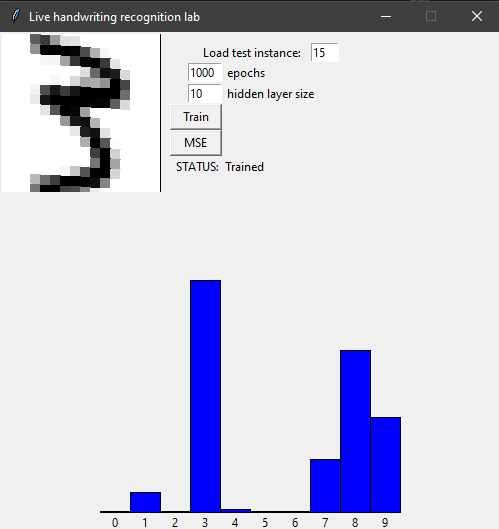 Live handwriting recognition lab
3
Load test instance: 15
1000 epochs
10 hidden layer size
Train
MSE
STATUS: Trained
0 1 2 3 4 5 6 7 8 9